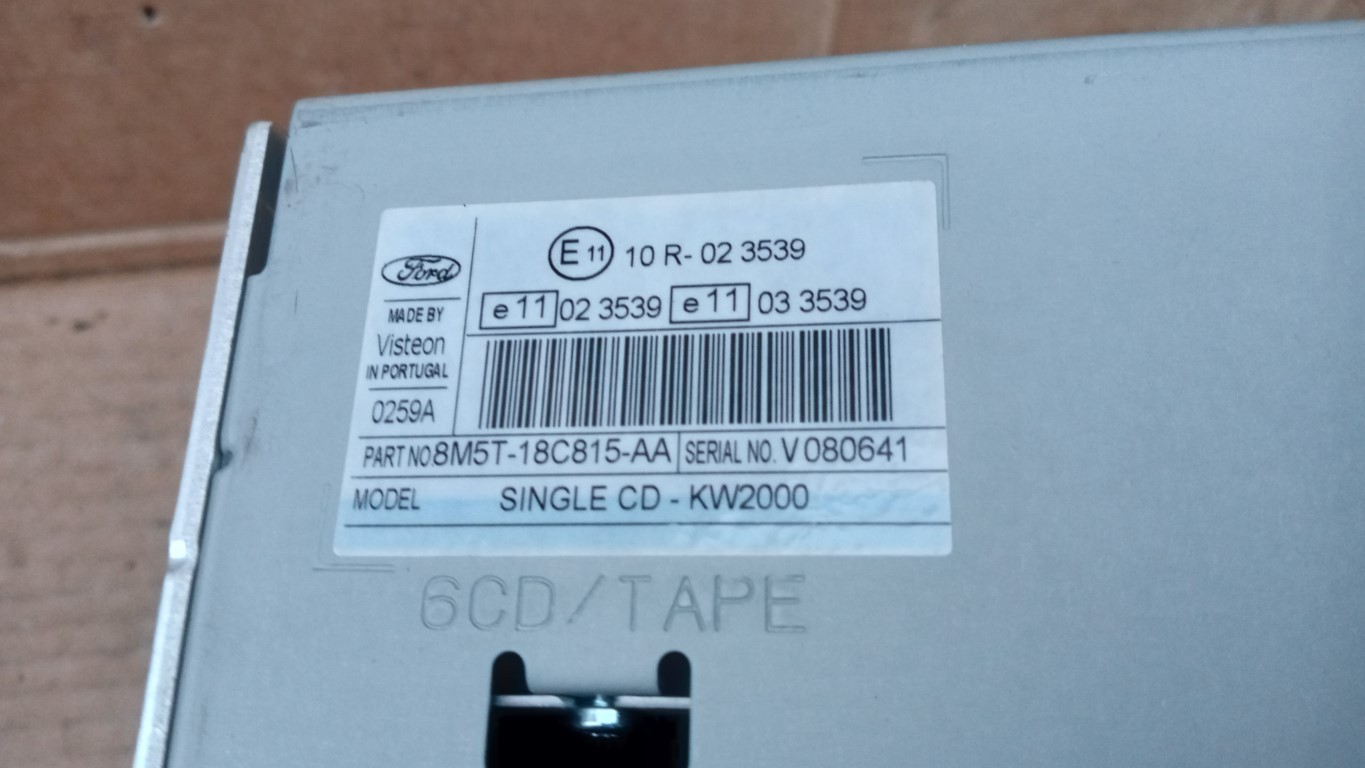 E 11 10 R- 02 3539
e 11 02 3539 e 11 03 3539
Ford
MADE BY
Visteon
IN PORTUGAL
0259A
PART NO. 8M5T-18C815-AA SERIAL NO. V 080641
MODEL SINGLE CD - KW2000
6CD/TAPE